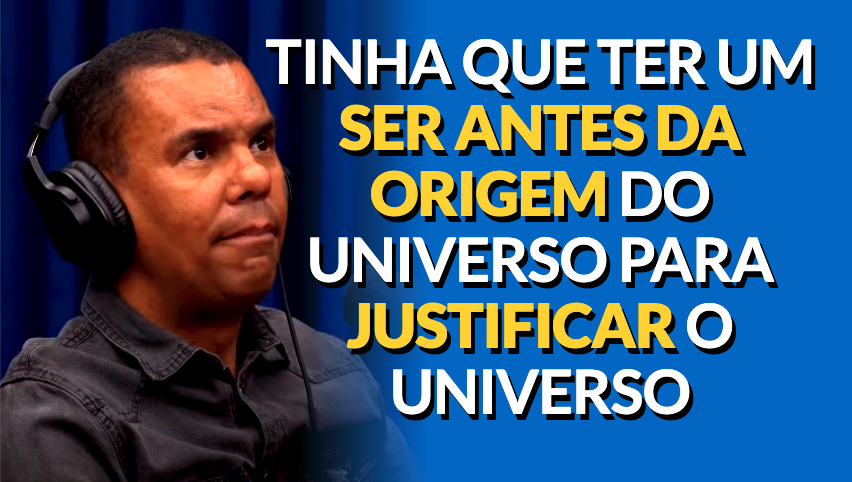 TINHA QUE TER UM
SER ANTES DA
ORIGEM DO
UNIVERSO PARA
JUSTIFICAR O
UNIVERSO